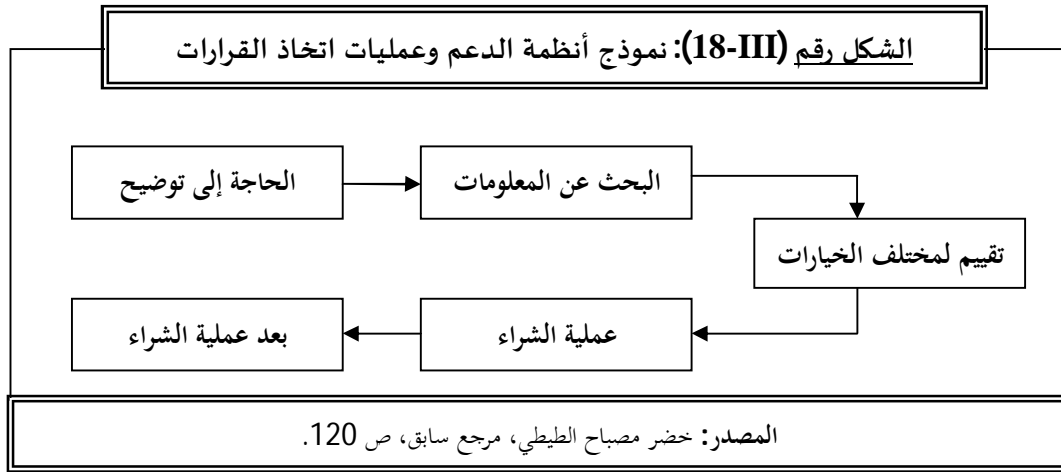 الشكل رقم (III-18): نموذج أنظمة الدعم وعمليات اتخاذ القرارات
الحاجة إلى توضيح
البحث عن المعلومات
تقييم لمختلف الخيارات
عملية الشراء
بعد عملية الشراء
المصدر: خضر مصباح الطيطي، مرجع سابق، ص 120.